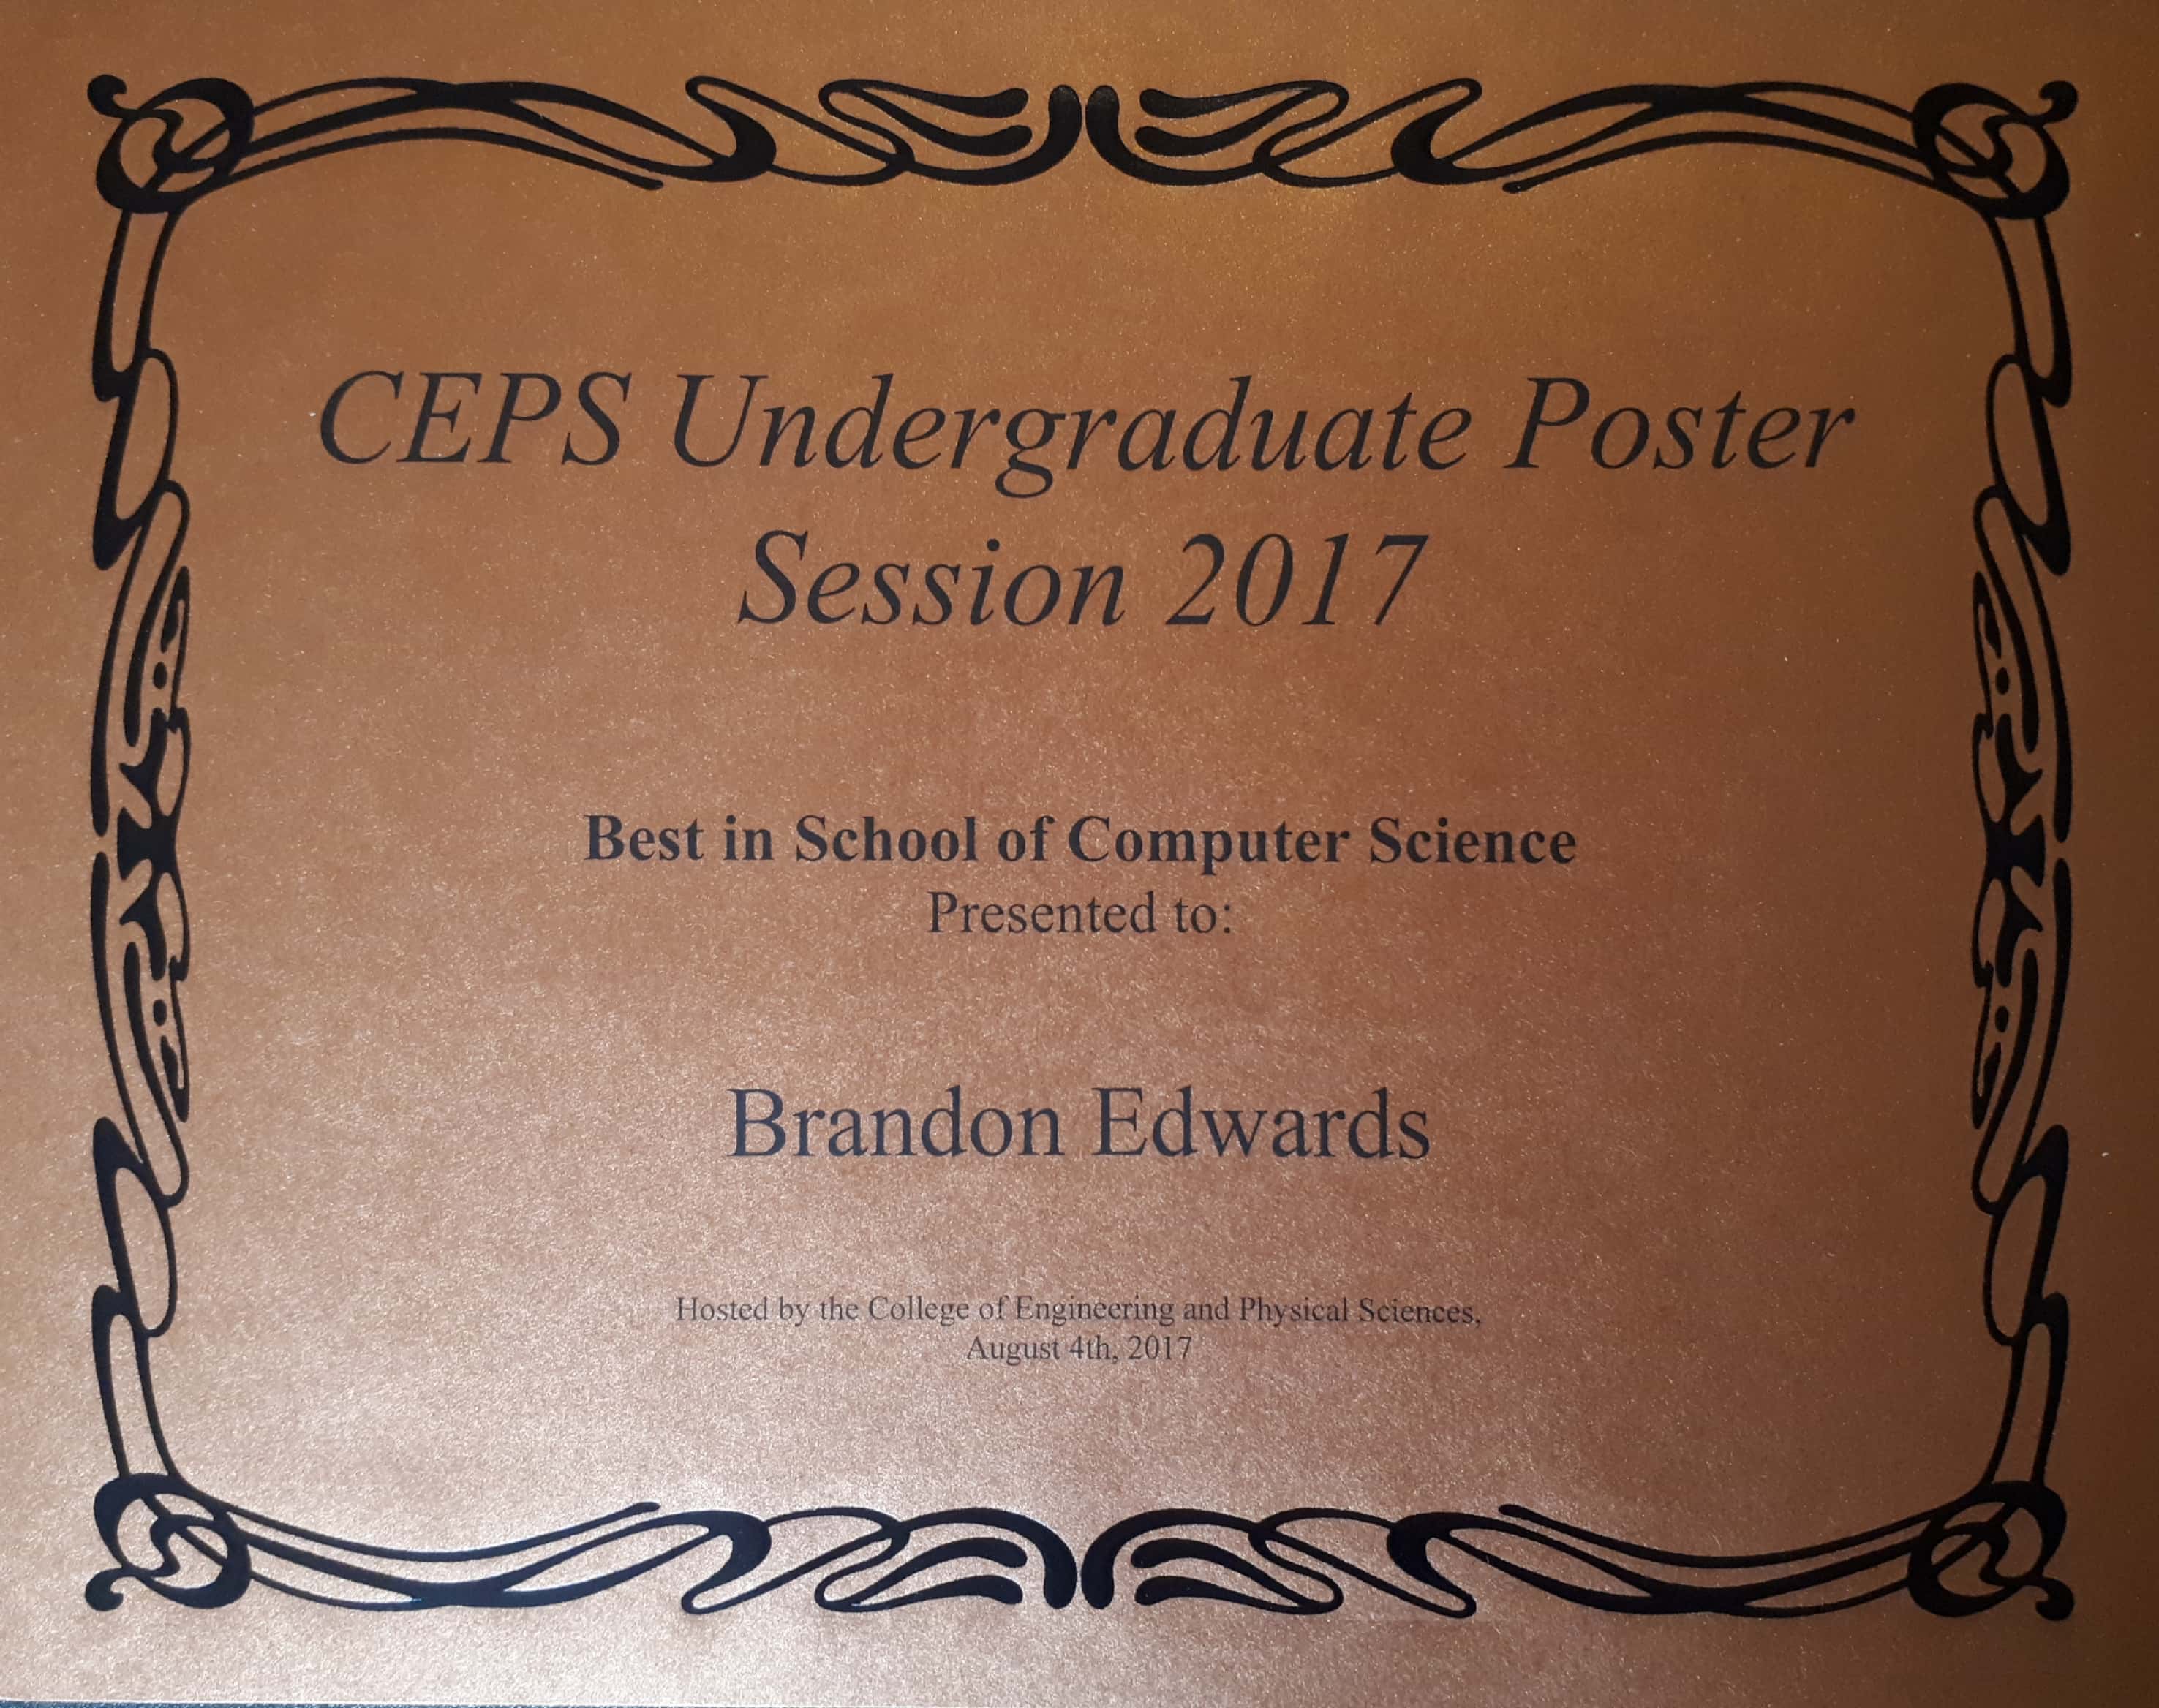 CEPS Undergraduate Poster
Session 2017
Best in School of Computer Science
Presented to:
Brandon Edwards
Hosted by the College of Engineering and Physical Sciences,
August 4th, 2017